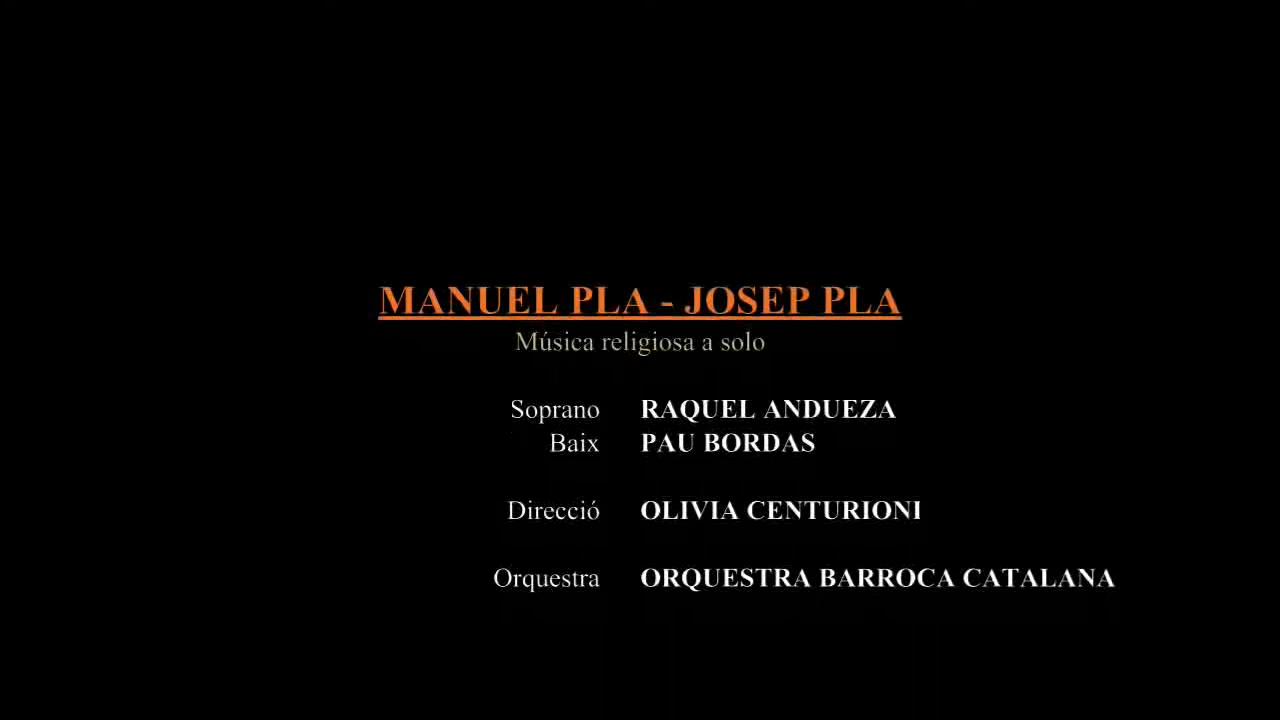 MANUEL PLA - JOSEP PLA
Música religiosa a solo
Soprano RAQUEL ANDUEZA
Baix PAU BORDAS
Direcció OLIVIA CENTURIONI
Orquestra ORQUESTRA BARROCA CATALANA